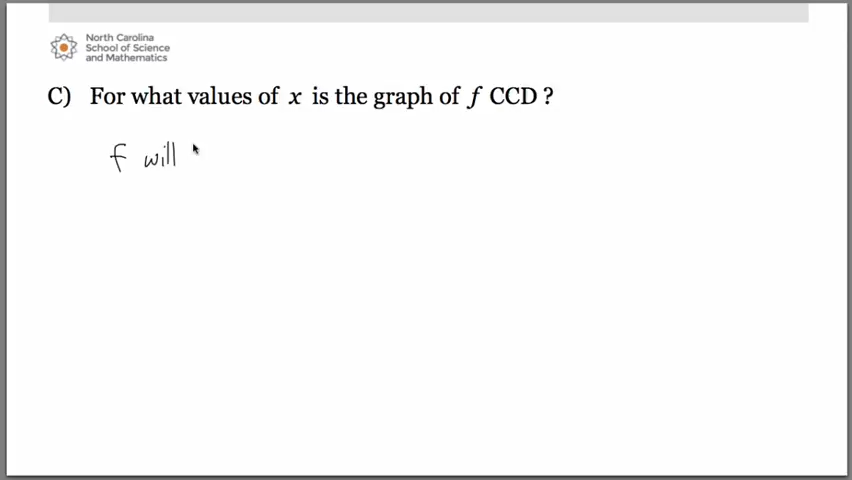 North Carolina
School of Science
and Mathematics
C) For what values of x is the graph of f CCD ?
f will